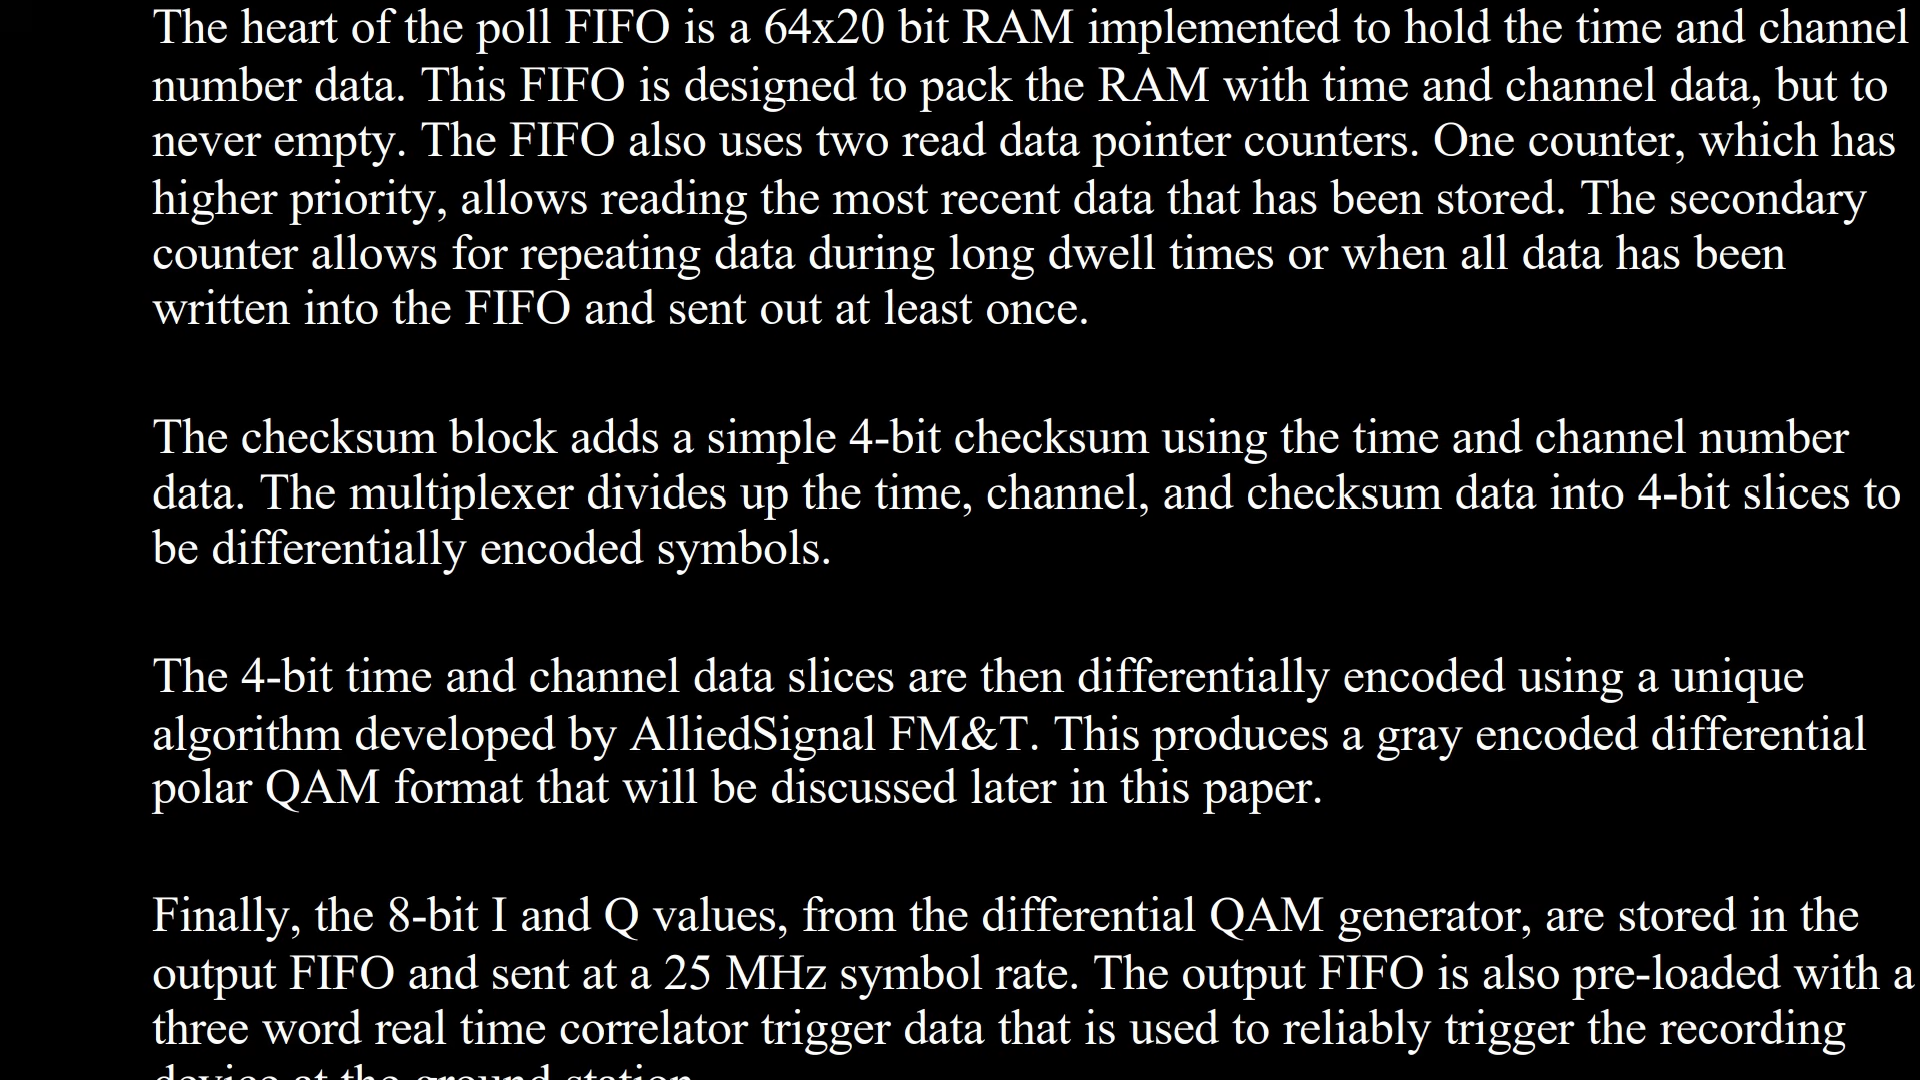 The heart of the poll FIFO is a 64x20 bit RAM implemented to hold the time and channel
number data. This FIFO is designed to pack the RAM with time and channel data, but to
never empty. The FIFO also uses two read data pointer counters. One counter, which has
higher priority, allows reading the most recent data that has been stored. The secondary
counter allows for repeating data during long dwell times or when all data has been
written into the FIFO and sent out at least once.
The checksum block adds a simple 4-bit checksum using the time and channel number
data. The multiplexer divides up the time, channel, and checksum data into 4-bit slices to
be differentially encoded symbols.
The 4-bit time and channel data slices are then differentially encoded using a unique
algorithm developed by AlliedSignal FM&T. This produces a gray encoded differential
polar QAM format that will be discussed later in this paper.
Finally, the 8-bit I and Q values, from the differential QAM generator, are stored in the
output FIFO and sent at a 25 MHz symbol rate. The output FIFO is also pre-loaded with a
three word real time correlator trigger data that is used to reliably trigger the recording
device at the ground station.